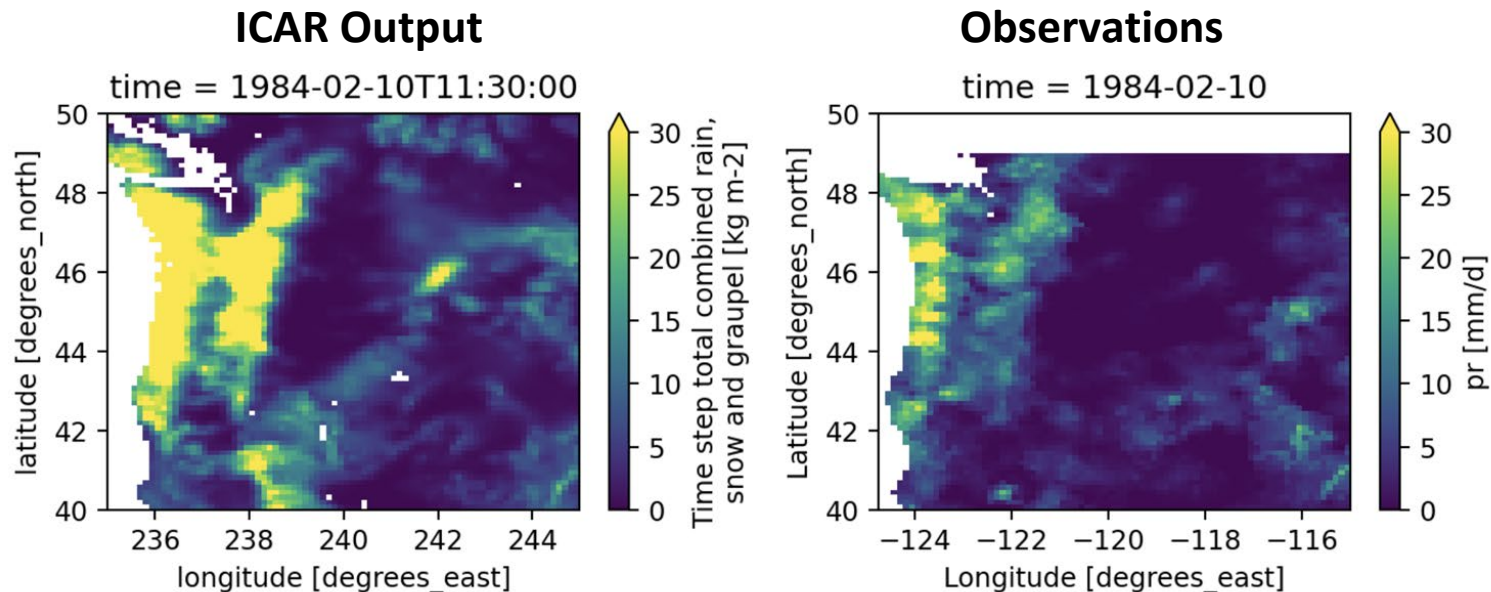 ICAR Output
time = 1984-02-10T11:30:00
50
48
46
44
42
40
latitude [degrees_north]
236 238 240 242 244
longitude [degrees_east]
30
25
20
15
10
5
0
Time step total combined rain,
snow and graupel [kg m-2]
Observations
time = 1984-02-10
50
48
46
44
42
40
Latitude [degrees_north]
−124 −122 −120 −118 −116
Longitude [degrees_east]
30
25
20
15
10
5
0
pr [mm/d]